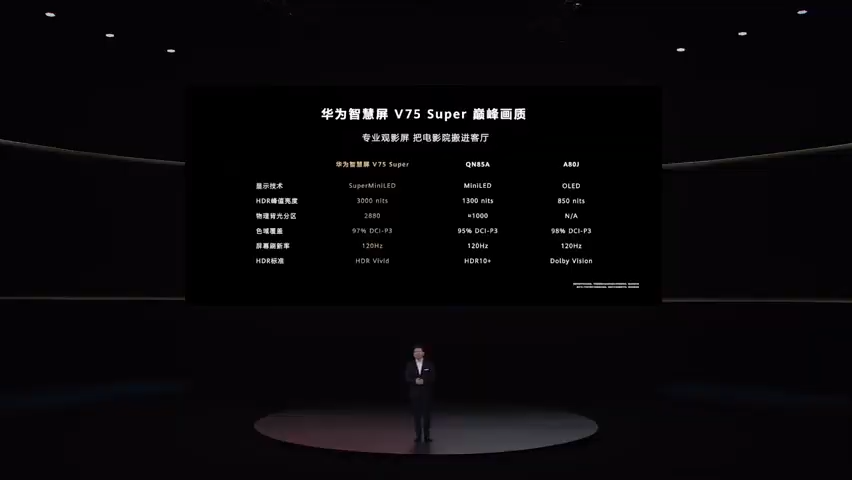 华为智慧屏 V75 Super 巅峰画质
专业观影屏 把电影院搬进客厅
华为智慧屏 V75 Super QN85A A80J
显示技术 SuperMiniLED MiniLED OLED
HDR峰值亮度 3000 nits 1300 nits 850 nits
物理背光分区 2880 ≈1000 N/A
色域覆盖 97% DCI-P3 95% DCI-P3 98% DCI-P3
屏幕刷新率 120Hz 120Hz 120Hz
HDR标准 HDR Vivid HDR10+ Dolby Vision